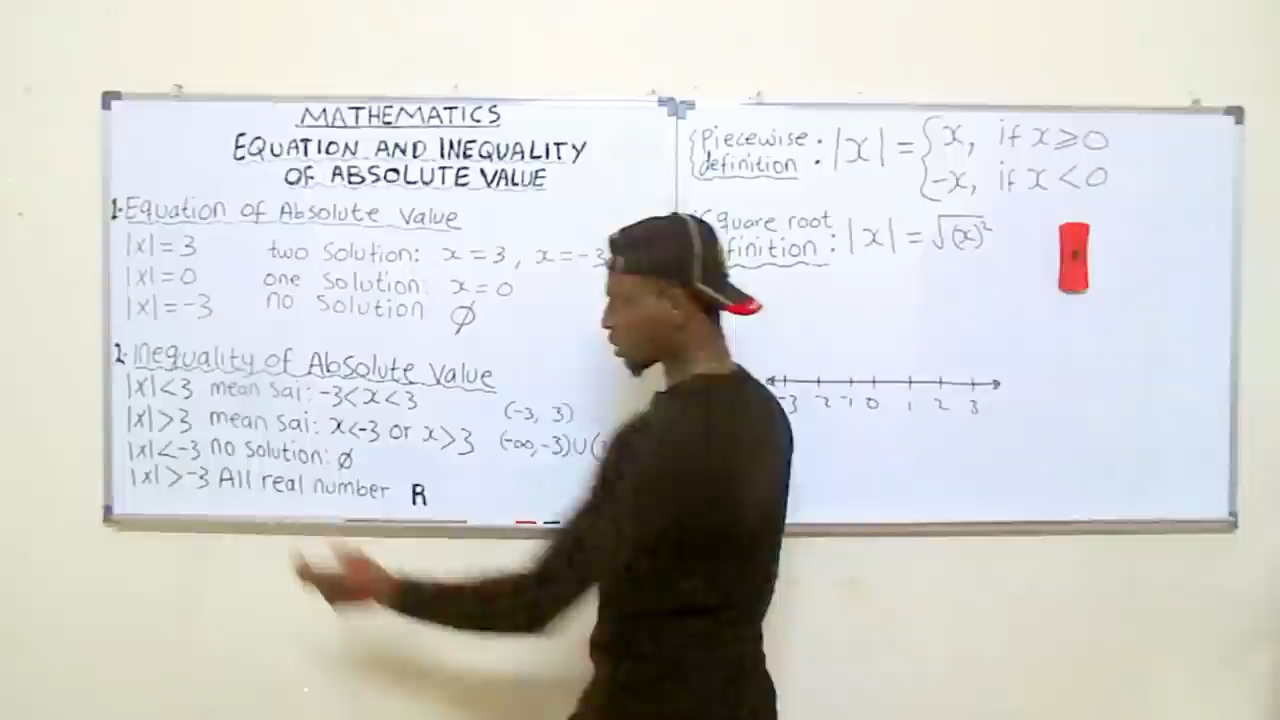 MATHEMATICS
EQUATION AND INEQUALITY
OF ABSOLUTE VALUE
1. Equation of Absolute Value
|x| = 3 two solution: x = 3, x = -3
|x| = 0 one solution: x = 0
|x| = -3 no solution ∅
2. Inequality of Absolute Value
|x| < 3 mean sai: -3 < x < 3 (-3, 3)
|x| > 3 mean sai: x < -3 or x > 3 (-∞, -3) ∪ (
|x| < -3 no solution: ∅
|x| > -3 All real number R
Piecewise definition: |x| = { x, if x ⩾ 0
-x, if x < 0
root
: |x| = √(x)²
-3 -2 -1 0 1 2 3